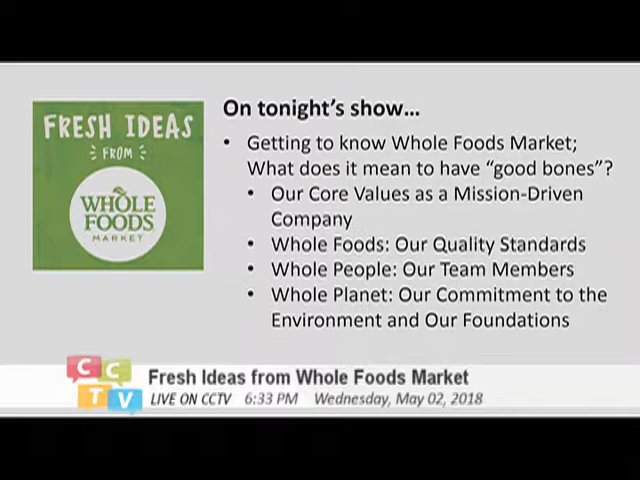 FRESH IDEAS
FROM
WHOLE
FOODS
MARKET
On tonight's show...
• Getting to know Whole Foods Market;
What does it mean to have "good bones"?
• Our Core Values as a Mission-Driven
Company
• Whole Foods: Our Quality Standards
• Whole People: Our Team Members
• Whole Planet: Our Commitment to the
Environment and Our Foundations
CCTV
Fresh Ideas from Whole Foods Market
LIVE ON CCTV 6:33 PM Wednesday, May 02, 2018